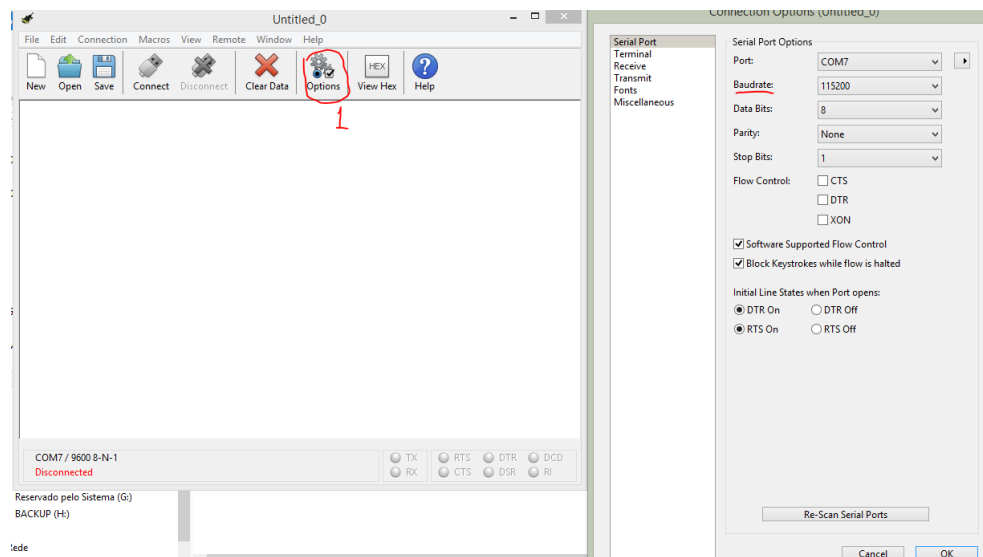 Untitled_0
File Edit Connection Macros View Remote Window Help
HEX
?
New Open Save Connect Disconnect Clear Data Options View Hex Help
1
COM7 / 9600 8-N-1
Disconnected
TX RTS DTR DCD
RX CTS DSR RI
Reservado pelo Sistema (G:)
BACKUP (H:)
Connection Options (Untitled_0)
Serial Port
Terminal
Receive
Transmit
Fonts
Miscellaneous
Serial Port Options
Port: COM7
Baudrate: 115200
Data Bits: 8
Parity: None
Stop Bits: 1
Flow Control: CTS
DTR
XON
Software Supported Flow Control
Block Keystrokes while flow is halted
Initial Line States when Port opens:
DTR On DTR Off
RTS On RTS Off
Re-Scan Serial Ports
Cancel OK